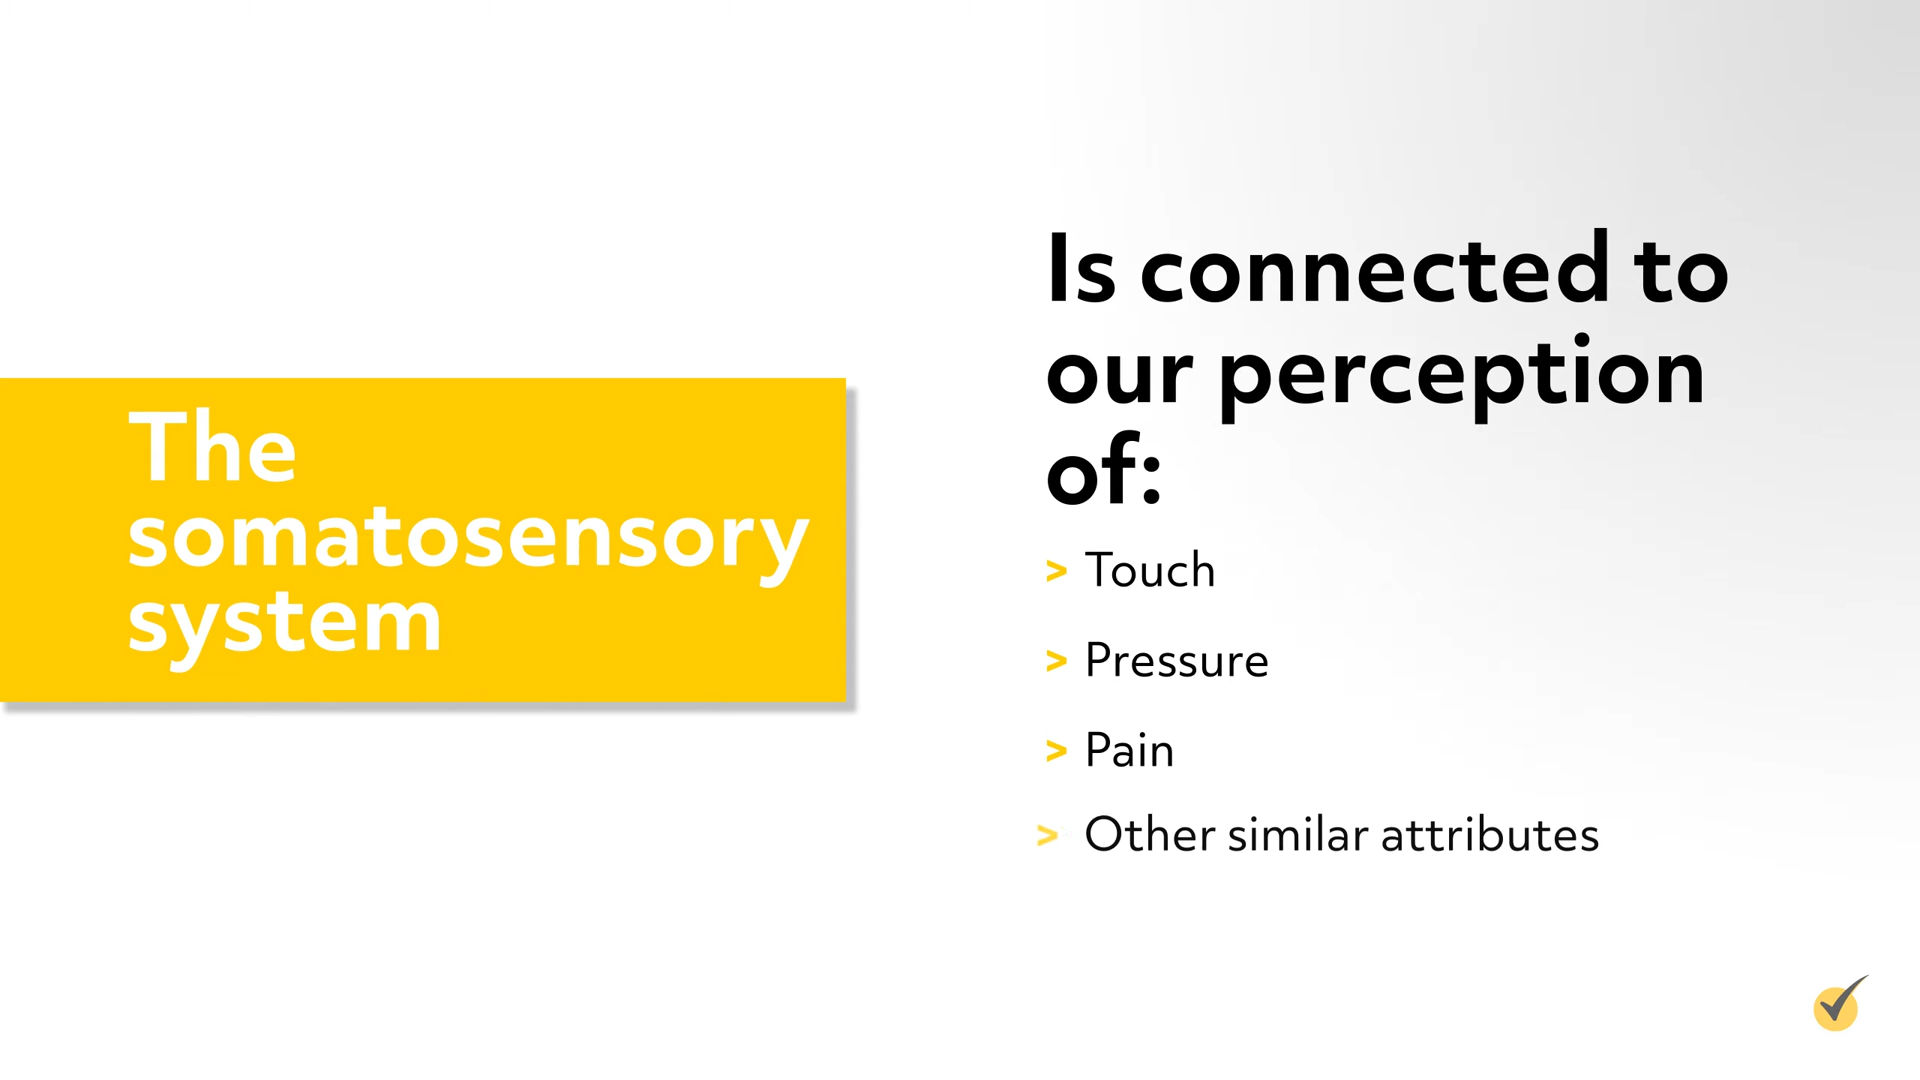 The
somatosensory
system
Is connected to
our perception
of:
> Touch
> Pressure
> Pain
> Other similar attributes